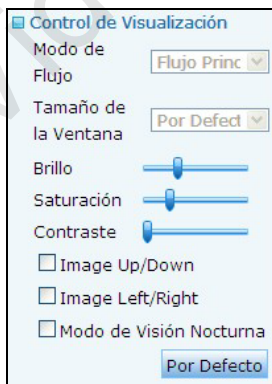 Control de Visualización
Modo de
Flujo
Flujo Princ
Tamaño de
la Ventana
Por Defect
Brillo
Saturación
Contraste
Image Up/Down
Image Left/Right
Modo de Visión Nocturna
Por Defecto